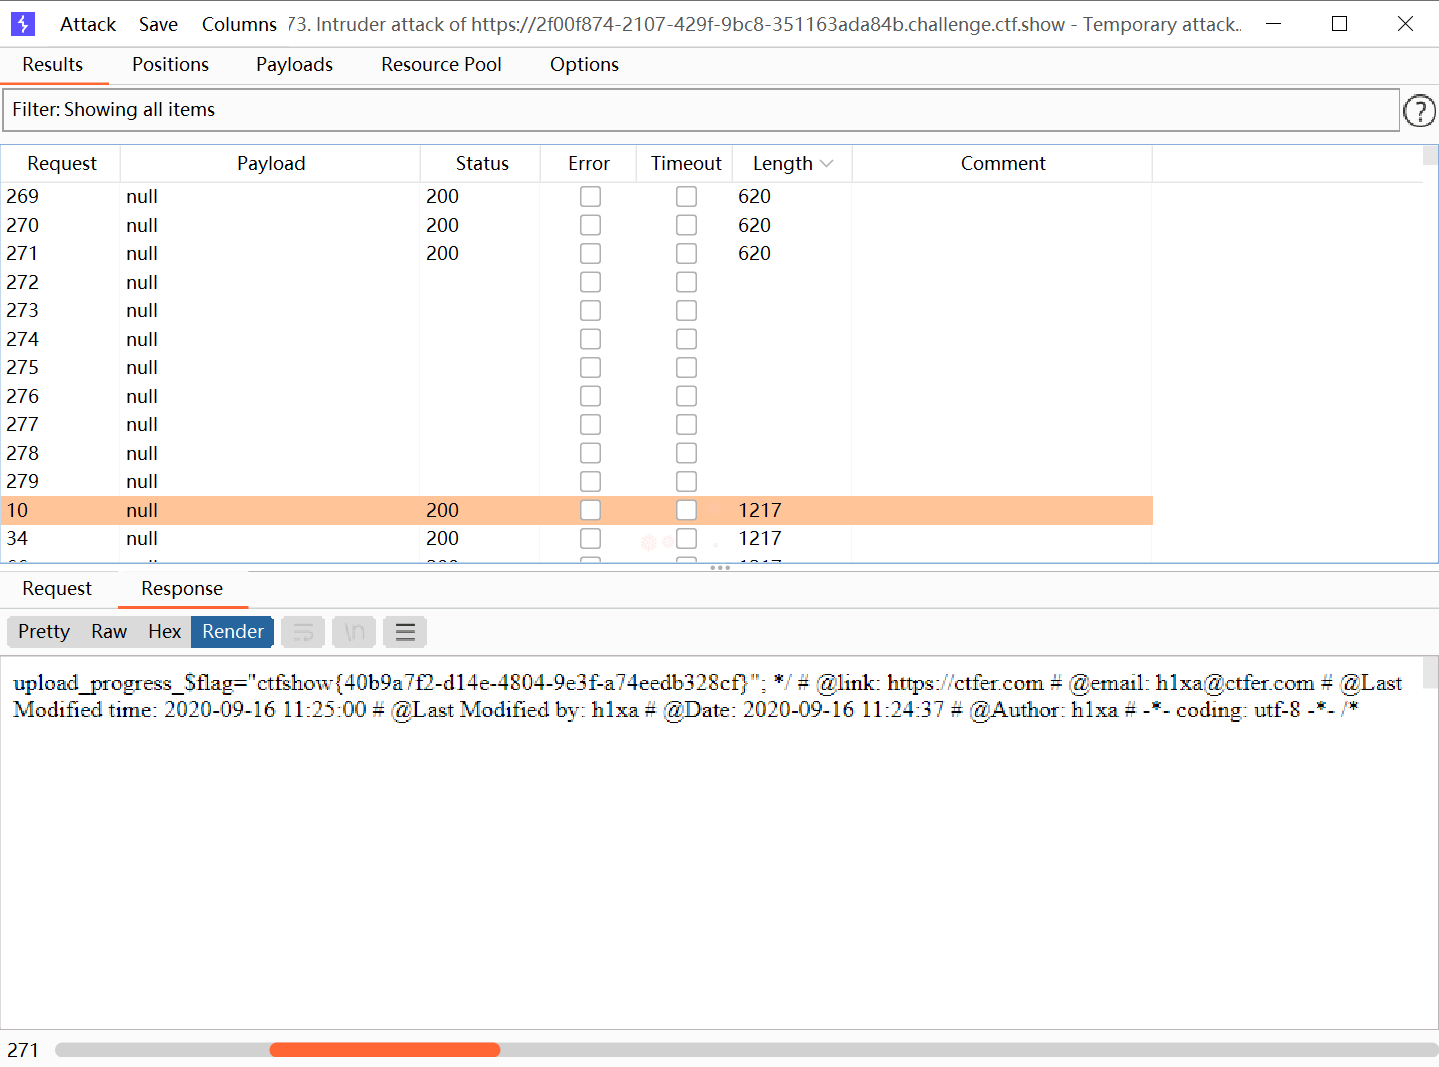 Attack Save Columns 73. Intruder attack of https://2f00f874-2107-429f-9bc8-351163ada84b.challenge.ctf.show - Temporary attack..
Results Positions Payloads Resource Pool Options
Filter: Showing all items
?
Request Payload Status Error Timeout Length Comment
269 null 200 620
270 null 200 620
271 null 200 620
272 null
273 null
274 null
275 null
276 null
277 null
278 null
279 null
10 null 200 1217
34 null 200 1217
Request Response
Pretty Raw Hex Render \n
upload_progress_$flag="ctfshow{40b9a7f2-d14e-4804-9e3f-a74eedb328cf}"; */ # @link: https://ctfer.com # @email: h1xa@ctfer.com # @Last
Modified time: 2020-09-16 11:25:00 # @Last Modified by: h1xa # @Date: 2020-09-16 11:24:37 # @Author: h1xa # -*- coding: utf-8 -*- /*
271